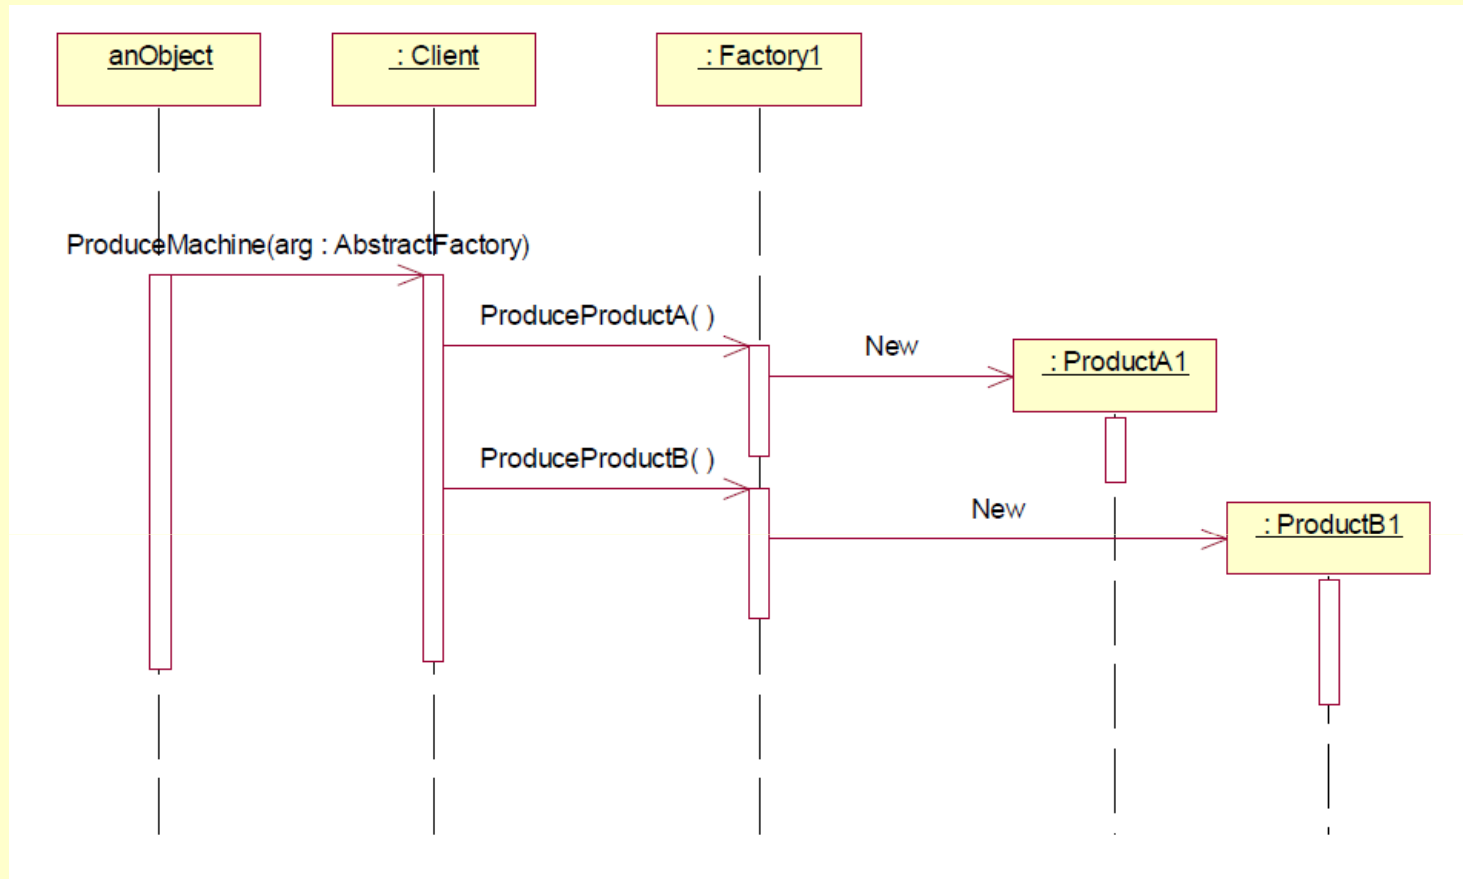 anObject
: Client
: Factory1
ProduceMachine(arg : AbstractFactory)
ProduceProductA( )
New
: ProductA1
ProduceProductB( )
New
: ProductB1